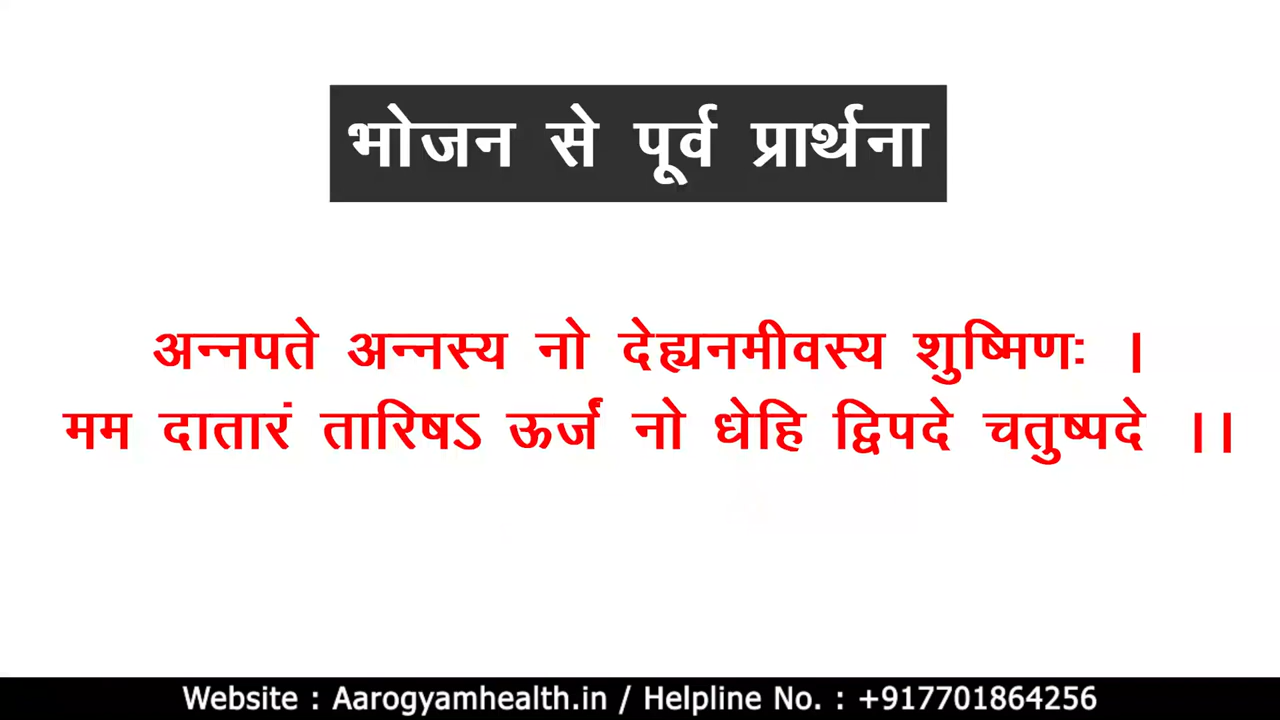 भोजन से पूर्व प्रार्थना
अन्नपते अन्नस्य नो देह्यनमीवस्य शुष्मिणः ।
मम दातारं तारिषऽ ऊर्जं नो धेहि द्विपदे चतुष्पदे ।।
Website : Aarogyamhealth.in / Helpline No. : +917701864256